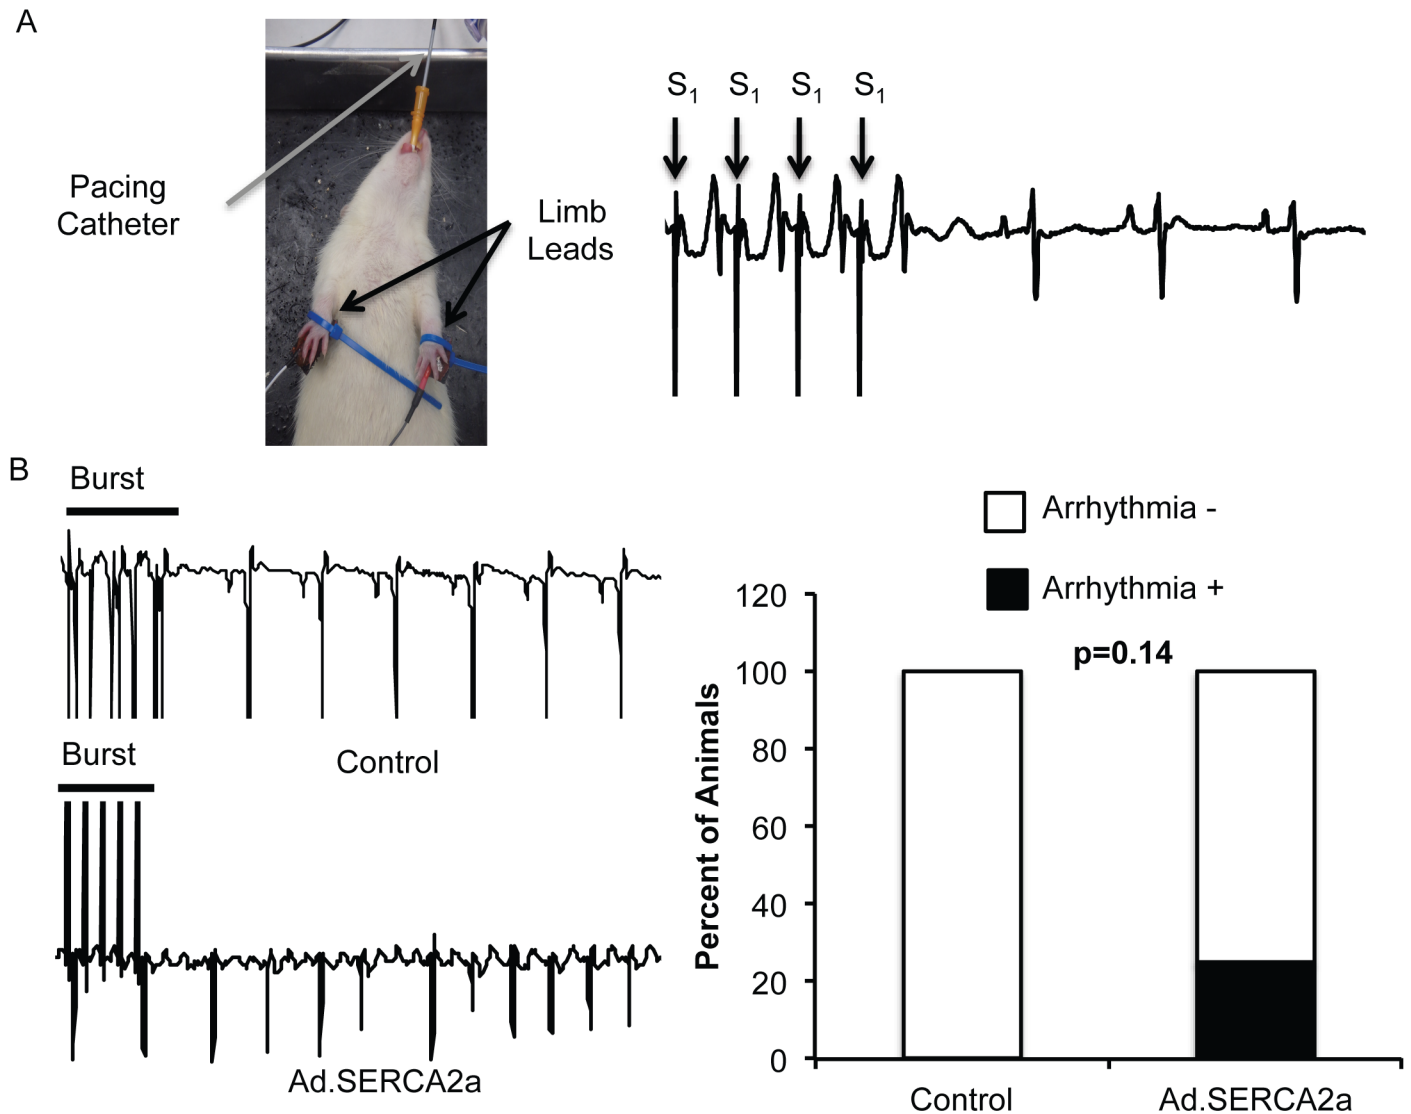 A
Pacing
Catheter
Limb
Leads
S1 S1 S1 S1
B
Burst
Control
Burst
Ad.SERCA2a
Arrhythmia -
Arrhythmia +
p=0.14
Percent of Animals
120
100
80
60
40
20
0
Control
Ad.SERCA2a